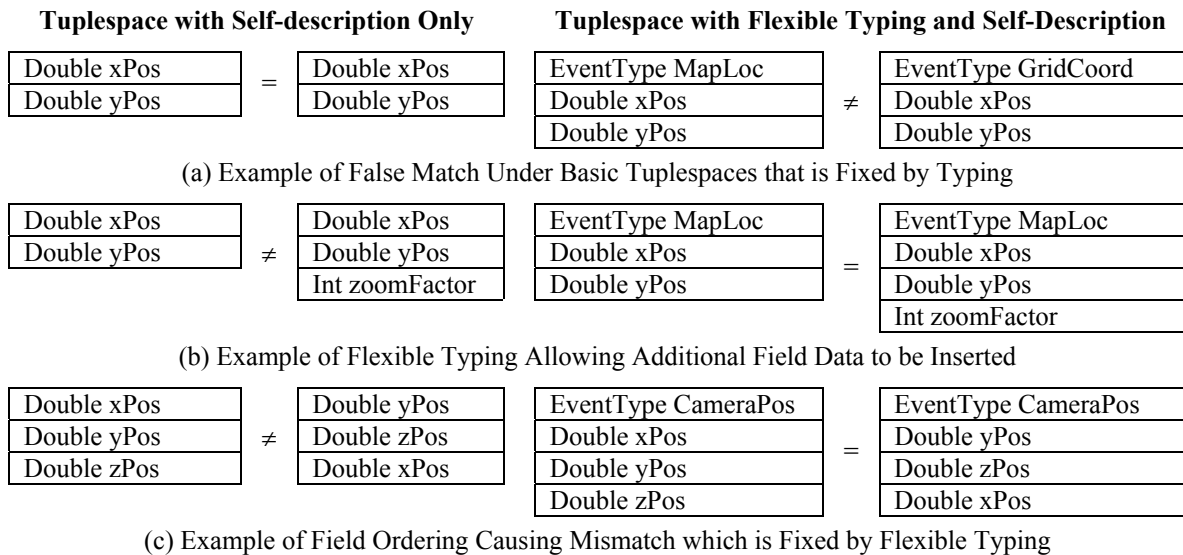 Tuplespace with Self-description Only Tuplespace with Flexible Typing and Self-Description
Double xPos
Double yPos
=
Double xPos
Double yPos
EventType MapLoc
Double xPos
Double yPos
≠
EventType GridCoord
Double xPos
Double yPos
(a) Example of False Match Under Basic Tuplespaces that is Fixed by Typing
Double xPos
Double yPos
≠
Double xPos
Double yPos
Int zoomFactor
EventType MapLoc
Double xPos
Double yPos
=
EventType MapLoc
Double xPos
Double yPos
Int zoomFactor
(b) Example of Flexible Typing Allowing Additional Field Data to be Inserted
Double xPos
Double yPos
Double zPos
≠
Double yPos
Double zPos
Double xPos
EventType CameraPos
Double xPos
Double yPos
Double zPos
=
EventType CameraPos
Double yPos
Double zPos
Double xPos
(c) Example of Field Ordering Causing Mismatch which is Fixed by Flexible Typing